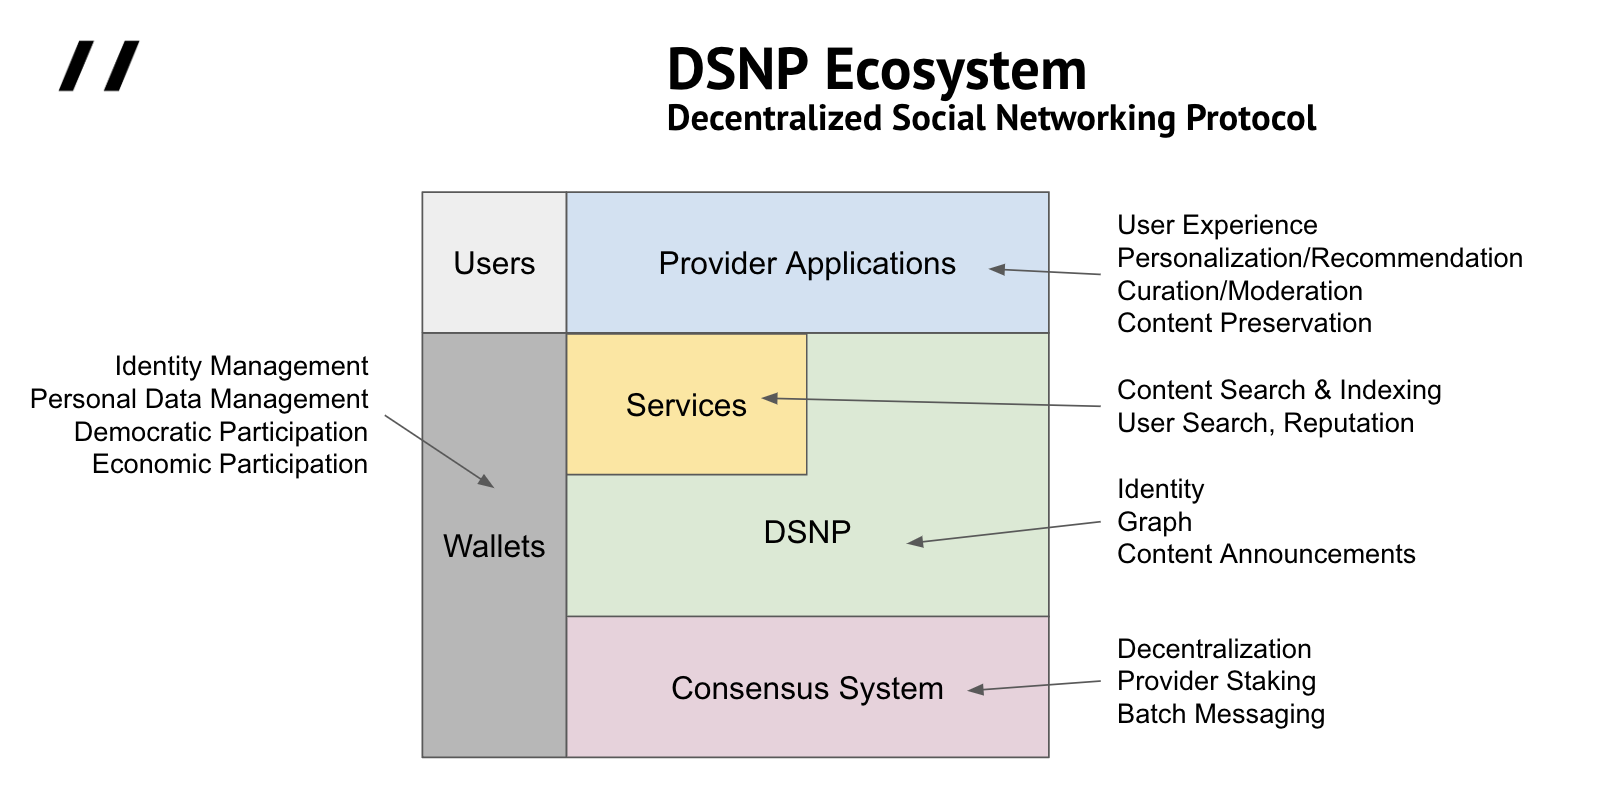 DSNP Ecosystem
Decentralized Social Networking Protocol
Users
Provider Applications
User Experience
Personalization/Recommendation
Curation/Moderation
Content Preservation
Identity Management
Personal Data Management
Democratic Participation
Economic Participation
Services
Content Search & Indexing
User Search, Reputation
Wallets
DSNP
Identity
Graph
Content Announcements
Consensus System
Decentralization
Provider Staking
Batch Messaging